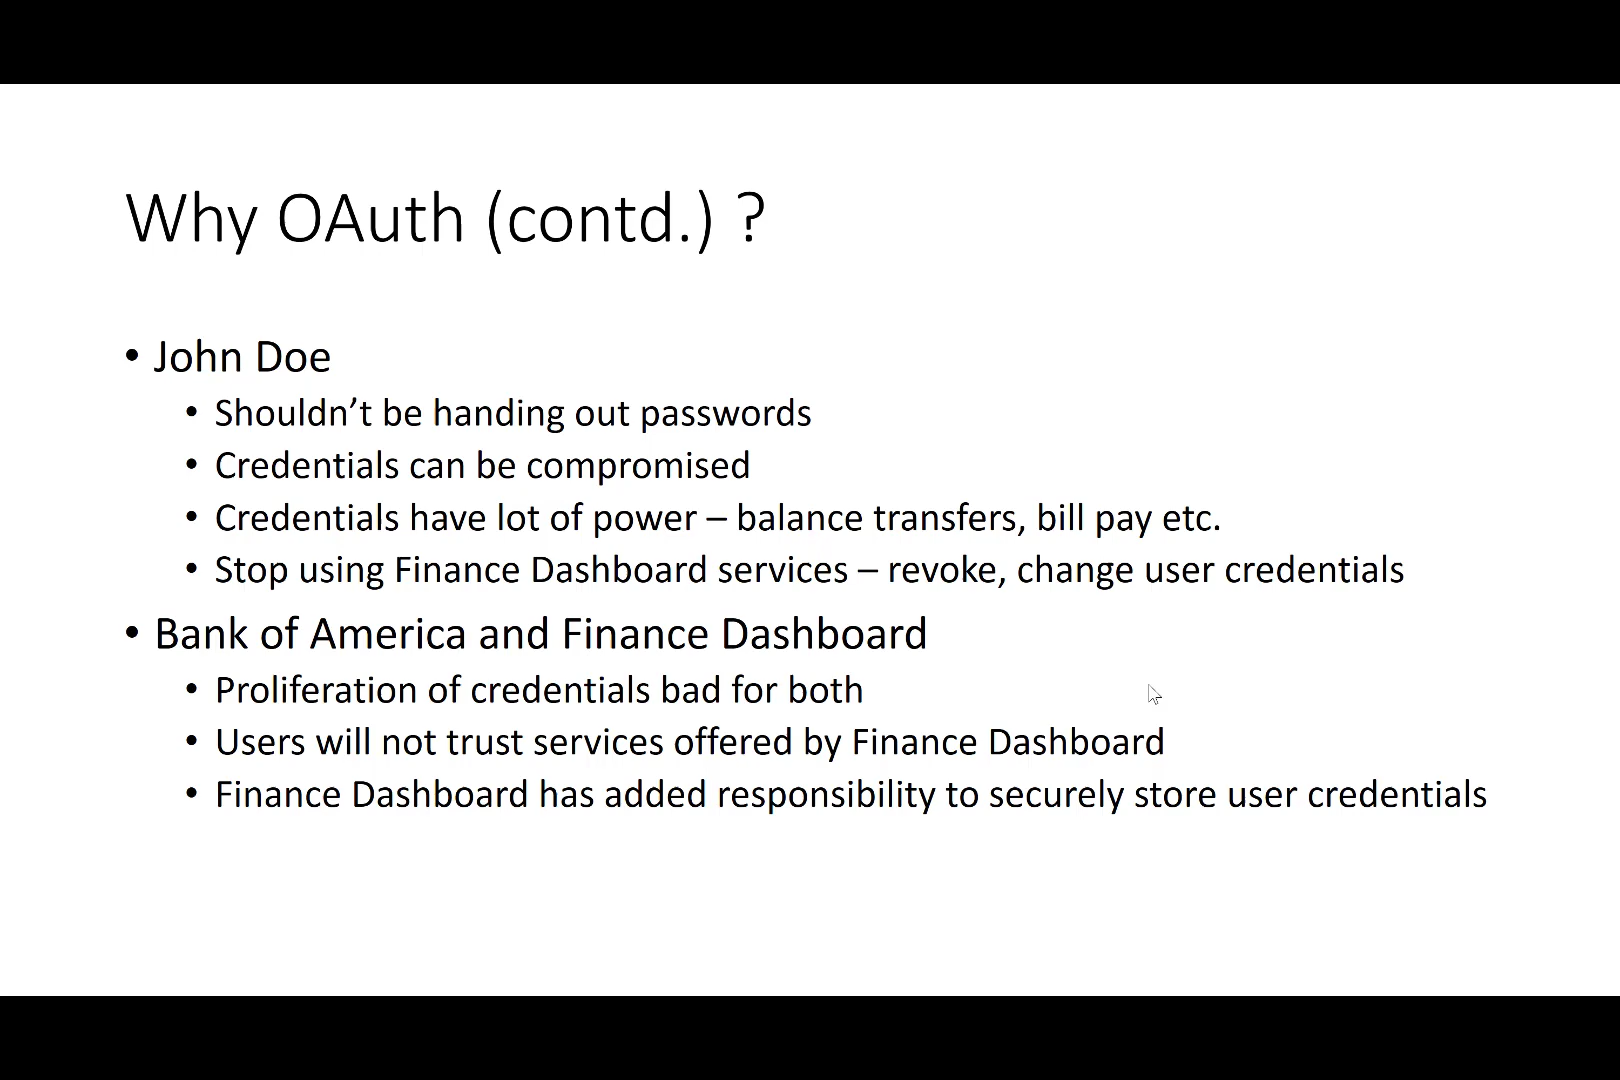 Why OAuth (contd.) ?
• John Doe
• Shouldn’t be handing out passwords
• Credentials can be compromised
• Credentials have lot of power – balance transfers, bill pay etc.
• Stop using Finance Dashboard services – revoke, change user credentials
• Bank of America and Finance Dashboard
• Proliferation of credentials bad for both
• Users will not trust services offered by Finance Dashboard
• Finance Dashboard has added responsibility to securely store user credentials